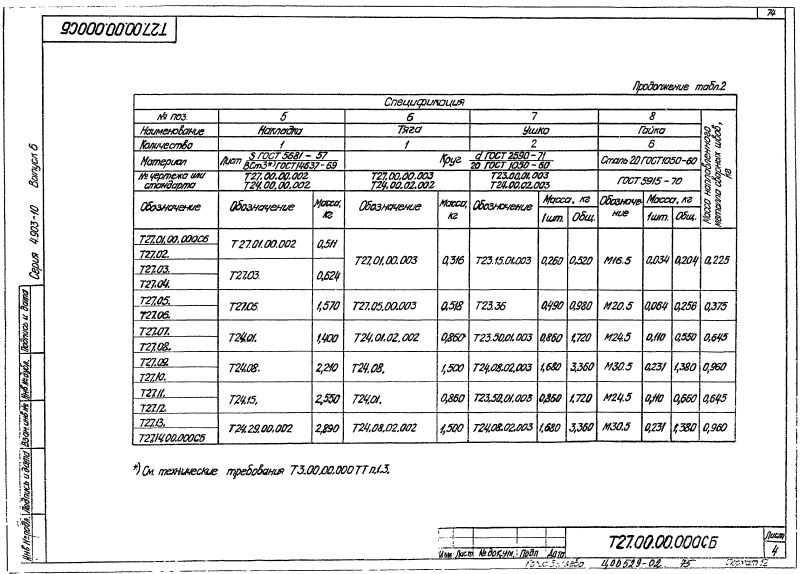 74
Т27.00.00.000СБ
Продолжение табл.2
Спецификация
№ поз. 5 6 7 8 Масса наплавленного металла сварных швов, кг
Наименование Накладка Тяга Ушко Гайка
Количество 1 1 2 6
Материал Лист S ГОСТ 5681-57 / ВСт3*) ГОСТ 14637-69 Круг d ГОСТ 2590-71 / 20 ГОСТ 1050-60 Сталь 20 ГОСТ 1050-60
№ чертежа или стандарта Т27.00.00.002 Т24.00.00.002 Т27.00.00.003 Т24.00.02.002 Т23.00.01.003 Т24.00.02.003 ГОСТ 5915-70
Обозначение Обозначение Масса, кг Обозначение Масса, кг Обозначение Масса, кг Обозначение Масса, кг
1шт. Общ. 1шт. Общ.
Т27.01.00.000СБ Т27.01.00.002 0,511 Т27.01.00.003 0,316 Т23.15.01.003 0,260 0,520 М16.5 0,034 0,204 0,225
Т27.02.
Т27.03. Т27.03. 0,624
Т27.04.
Т27.05. Т27.05 1,570 Т27.05.00.003 0,518 Т23.36 0,490 0,980 М20.5 0,064 0,256 0,375
Т27.06.
Т27.07. Т24.01. 1,400 Т24.01.02.002 0,860 Т23.50.01.003 0,860 1,720 М24.5 0,110 0,550 0,645
Т27.08.
Т27.09. Т24.08. 2,210 Т24.08. 1,500 Т24.08.02.003 1,680 3,360 М30.5 0,231 1,380 0,960
Т27.10.
Т27.11. Т24.15. 2,550 Т24.01. 0,860 Т23.50.01.003 0,860 1,720 М24.5 0,110 0,660 0,645
Т27.12.
Т27.13. Т24.29.00.002 2,890 Т24.08.02.002 1,500 Т24.08.02.003 1,680 3,360 М30.5 0,231 1,380 0,960
Т27.14.00.000СБ
*) См. технические требования Т3.00.00.000 ТТ п.1.3.
Серия 4.903-10 Выпуск 6
Инв.№ подл. Подпись и дата Взам.инв.№ Инв.№ дубл. Подпись и дата
Изм. Лист № докум. Подп. Дата
Т27.00.00.000СБ
Лист
4
Ц00529-02 75 Формат 12